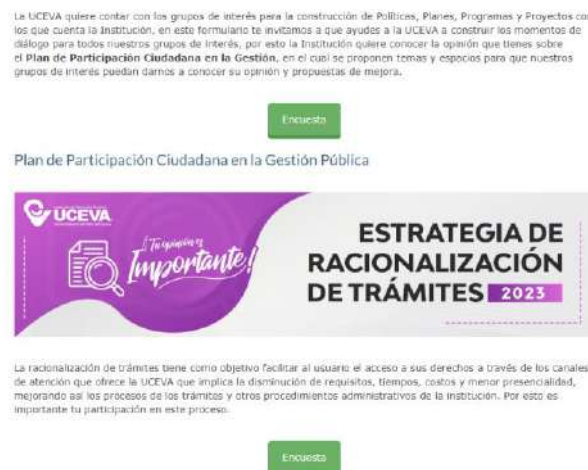 La UCEVA quiere contar con los grupos de interés para la construcción de Políticas, Planes, Programas y Proyectos con
los que cuenta la Institución, en este formulario te invitamos a que ayudes a la UCEVA a construir los momentos de
diálogo para todos nuestros grupos de interés, por esto la Institución quiere conocer la opinión que tienes sobre
el Plan de Participación Ciudadana en la Gestión, en el cual se proponen temas y espacios para que nuestros
grupos de interés puedan darnos a conocer su opinión y propuestas de mejora.
Encuesta
Plan de Participación Ciudadana en la Gestión Pública
UCEVA
¡Tu opinión es
Importante!
ESTRATEGIA DE
RACIONALIZACIÓN
DE TRÁMITES 2023
La racionalización de trámites tiene como objetivo facilitar al usuario el acceso a sus derechos a través de los canales
de atención que ofrece la UCEVA que implica la disminución de requisitos, tiempos, costos y menor presencialidad,
mejorando así los procesos de los trámites y otros procedimientos administrativos de la institución. Por esto es
importante tu participación en este proceso.
Encuesta